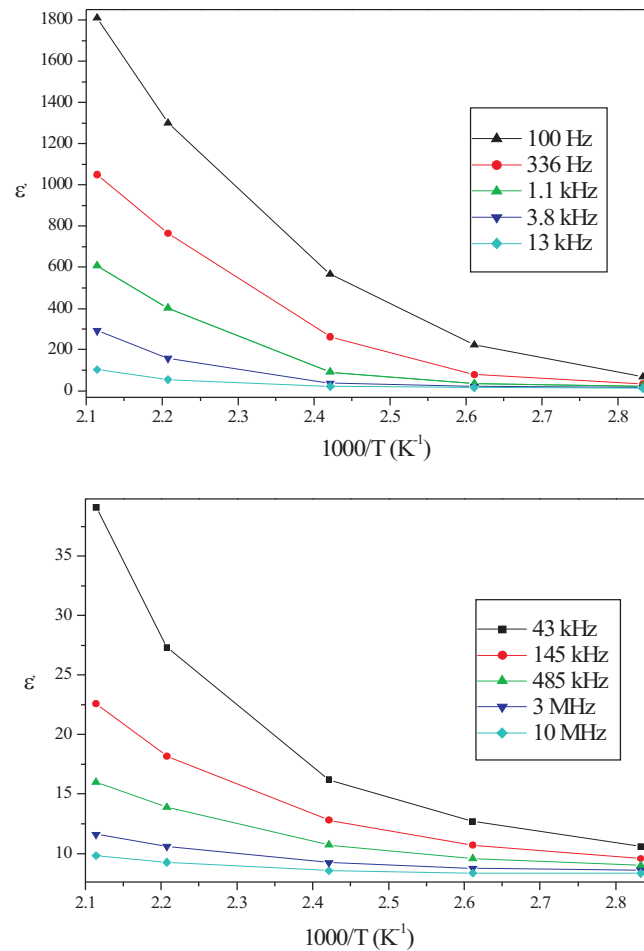 1800
1600
1400
1200
1000
800
600
400
200
0
ε'
100 Hz
336 Hz
1.1 kHz
3.8 kHz
13 kHz
2.1 2.2 2.3 2.4 2.5 2.6 2.7 2.8
1000/T (K⁻¹)
35
30
25
20
15
10
ε'
43 kHz
145 kHz
485 kHz
3 MHz
10 MHz
2.1 2.2 2.3 2.4 2.5 2.6 2.7 2.8
1000/T (K⁻¹)